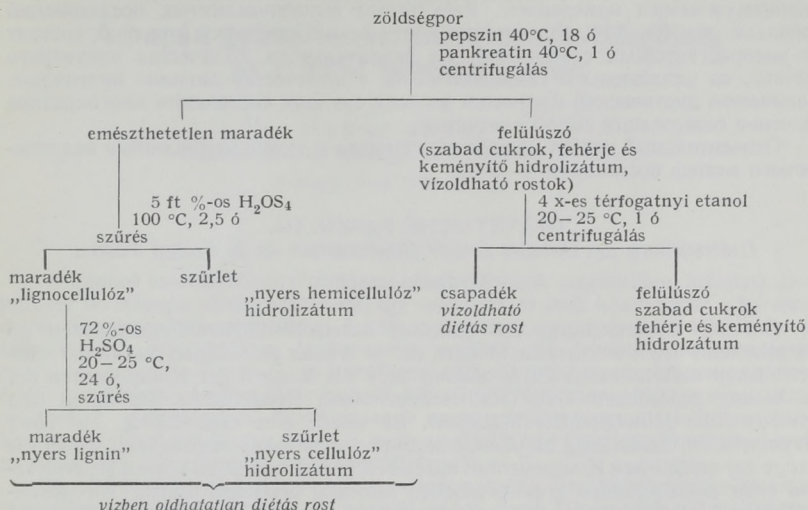 zöldségpor
pepszin 40°C, 18 ó
pankreatin 40°C, 1 ó
centrifugálás
emészthetetlen maradék
felülúszó
(szabad cukrok, fehérje és
keményítő hidrolizátum,
vízoldható rostok)
5 ft %-os H₂OS₄
100 °C, 2,5 ó
szűrés
4 x-es térfogatnyi etanol
20–25 °C, 1 ó
centrifugálás
maradék
„lignocellulóz”
szűrlet
„nyers hemicellulóz”
hidrolizátum
csapadék
vízoldható
diétás rost
felülúszó
szabad cukrok
fehérje és keményítő
hidrolzátum
72%-os
H₂SO₄
20–25 °C,
24 ó,
szűrés
maradék
„nyers lignin”
szűrlet
„nyers cellulóz”
hidrolizátum
vízben oldhatatlan diétás rost